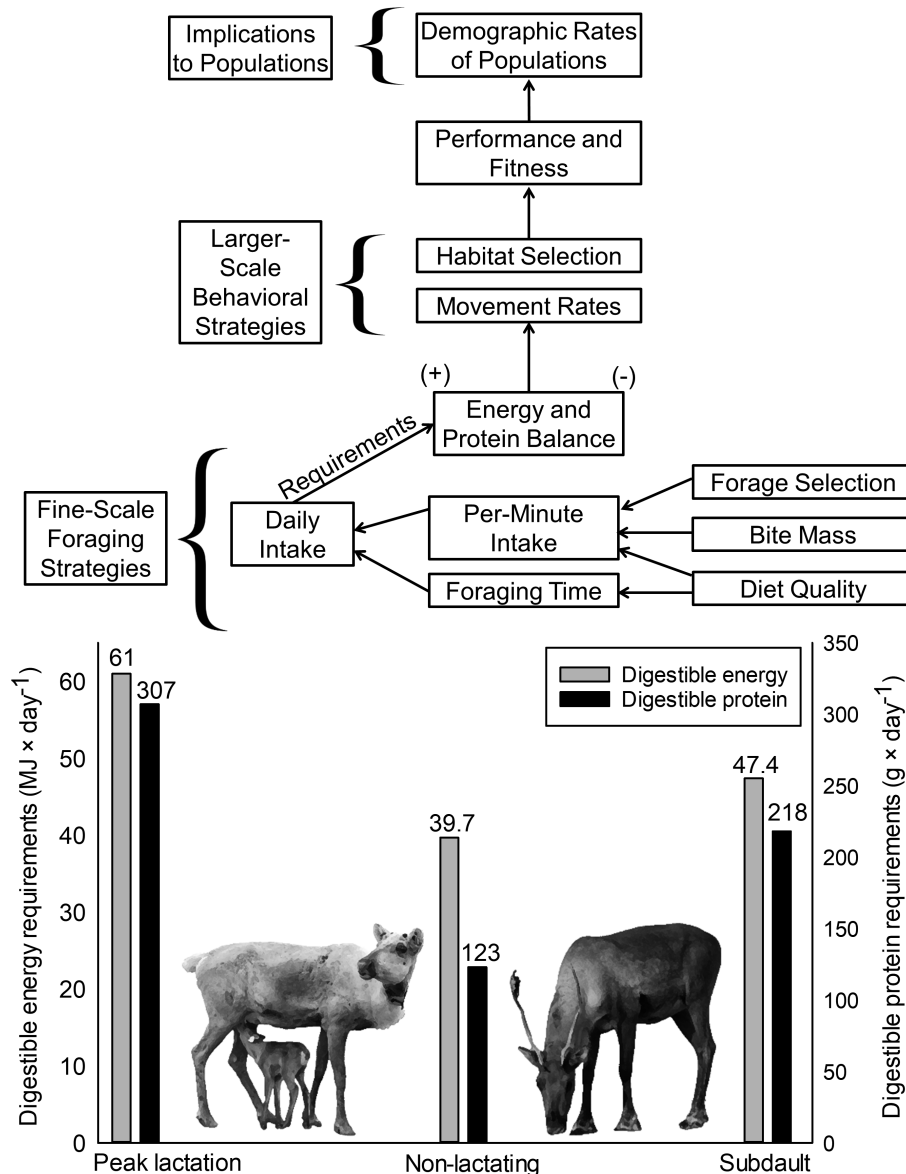 Implications
to Populations
Demographic Rates
of Populations
Performance and
Fitness
Larger-
Scale
Behavioral
Strategies
Habitat Selection
Movement Rates
(+)
(-)
Energy and
Protein Balance
Requirements
Fine-Scale
Foraging
Strategies
Daily
Intake
Per-Minute
Intake
Foraging Time
Forage Selection
Bite Mass
Diet Quality
Digestible energy requirements (MJ × day-1)
60
50
40
30
20
10
0
61
307
39.7
123
47.4
218
Digestible energy
Digestible protein
350
300
250
200
150
100
50
0
Digestible protein requirements (g × day-1)
Peak lactation
Non-lactating
Subdault